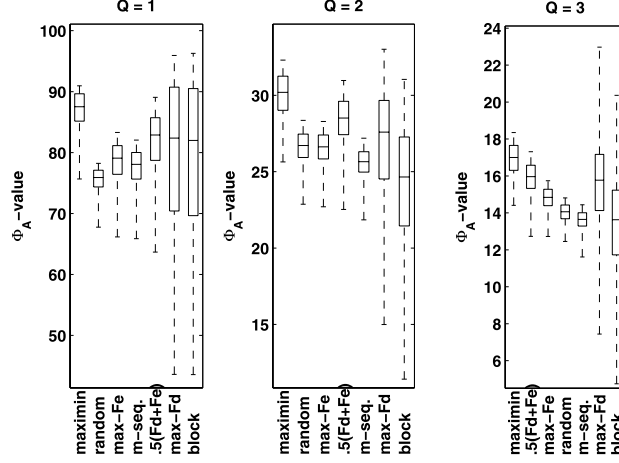 Q = 1
Q = 2
Q = 3
100
90
80
70
60
50
Φ_A−value
maximin
random
max−Fe
m−seq.
.5(Fd+Fe)
max−Fd
block
30
25
20
15
Φ_A−value
maximin
random
max−Fe
.5(Fd+Fe)
m−seq.
max−Fd
block
24
22
20
18
16
14
12
10
8
6
Φ_A−value
maximin
.5(Fd+Fe)
max−Fe
random
m−seq.
max−Fd
block